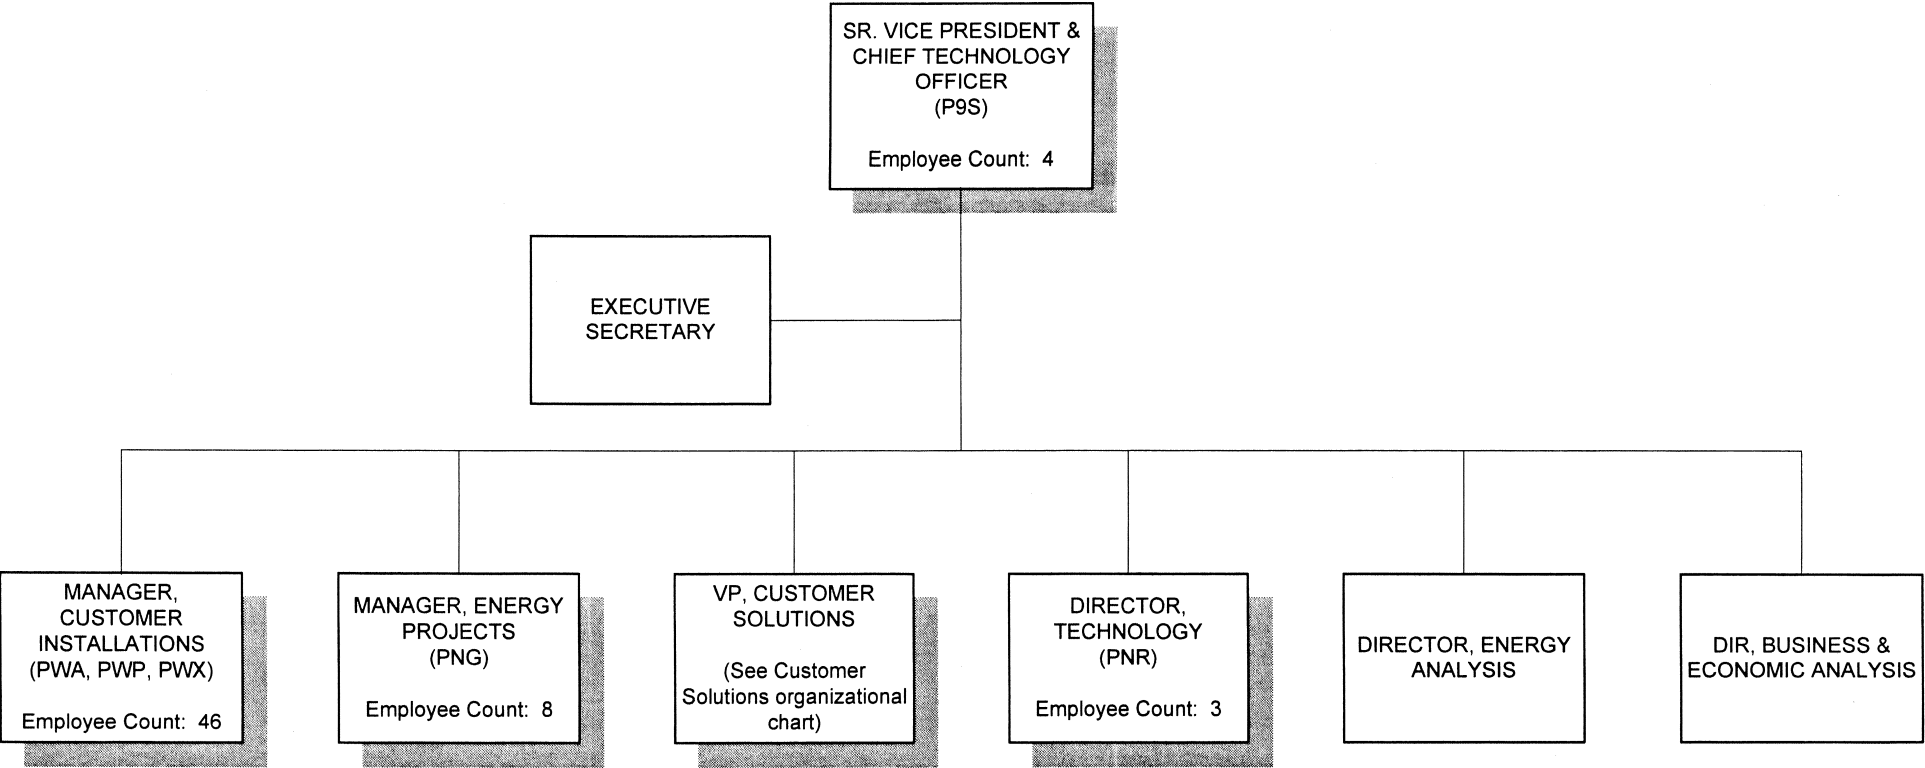 SR. VICE PRESIDENT &
CHIEF TECHNOLOGY
OFFICER
(P9S)
Employee Count: 4
EXECUTIVE
SECRETARY
MANAGER,
CUSTOMER
INSTALLATIONS
(PWA, PWP, PWX)
Employee Count: 46
MANAGER, ENERGY
PROJECTS
(PNG)
Employee Count: 8
VP, CUSTOMER
SOLUTIONS
(See Customer
Solutions organizational
chart)
DIRECTOR,
TECHNOLOGY
(PNR)
Employee Count: 3
DIRECTOR, ENERGY
ANALYSIS
DIR, BUSINESS &
ECONOMIC ANALYSIS